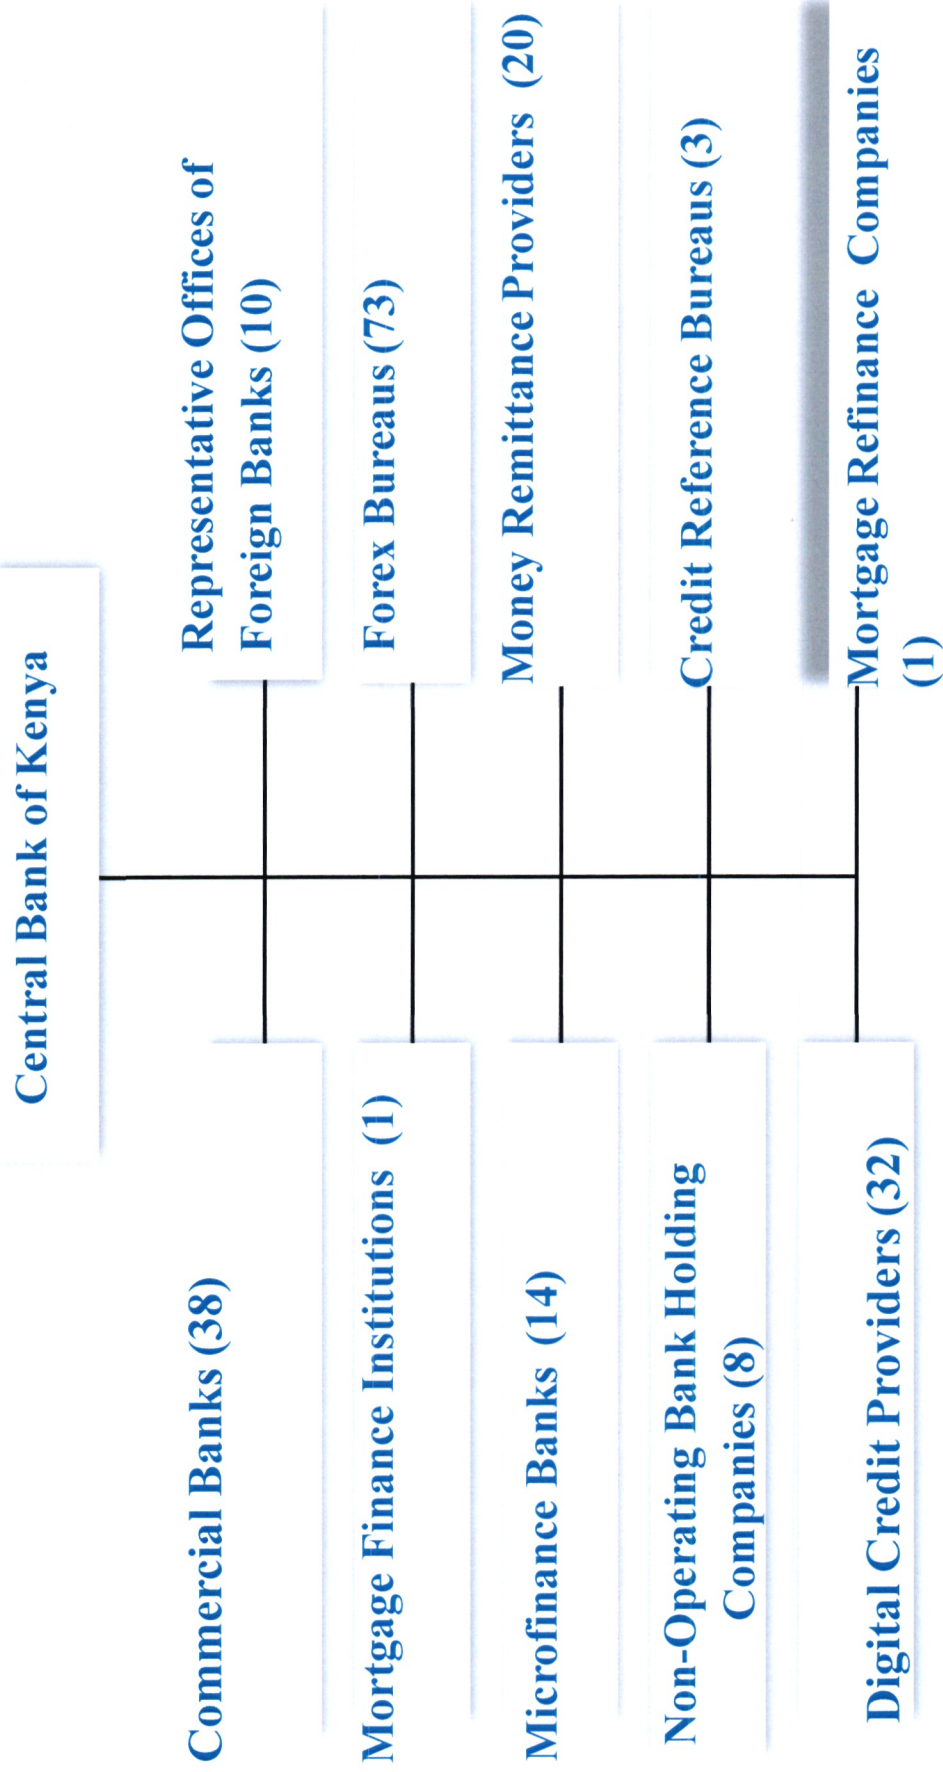 Central Bank of Kenya
Commercial Banks (38)
Representative Offices of
Foreign Banks (10)
Mortgage Finance Institutions (1)
Forex Bureaus (73)
Microfinance Banks (14)
Money Remittance Providers (20)
Non-Operating Bank Holding
Companies (8)
Credit Reference Bureaus (3)
Digital Credit Providers (32)
Mortgage Refinance Companies
(1)